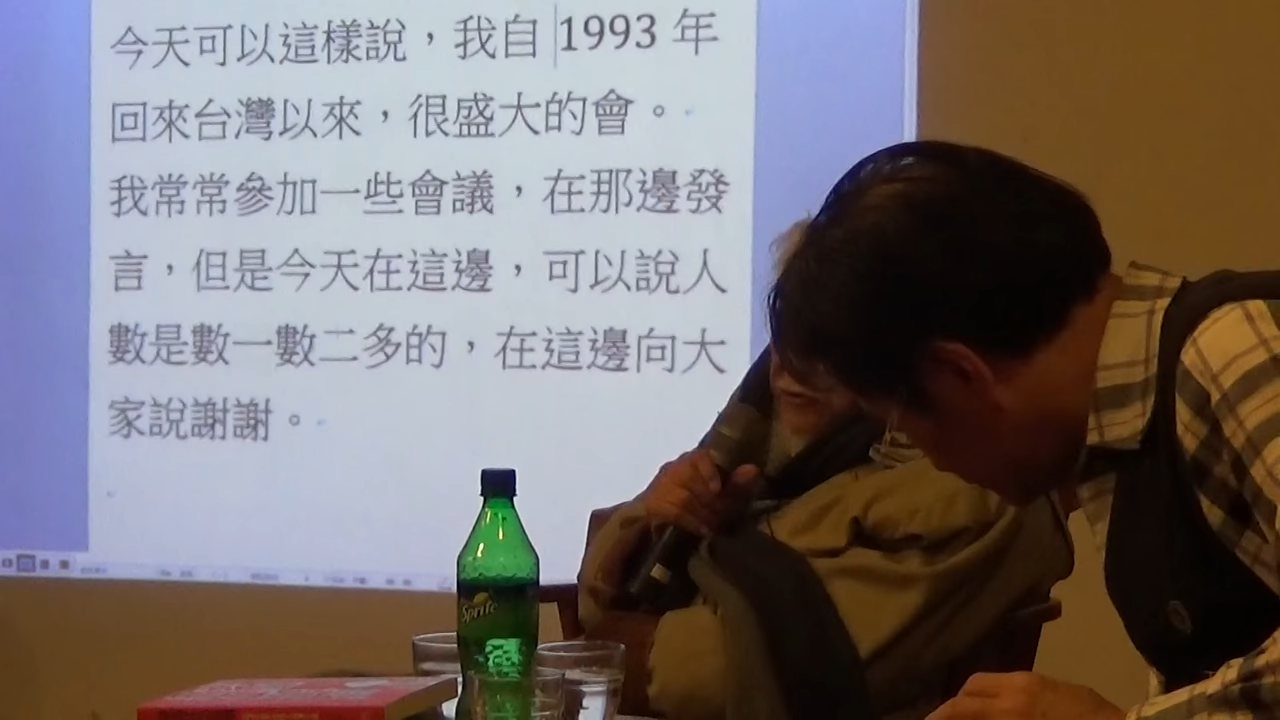 今天可以這樣說，我自 1993 年
回來台灣以來，很盛大的會。
我常常參加一些會議，在那邊發
言，但是今天在這邊，可以說人
數是數一數二多的，在這邊向大
家說謝謝。
Sprite